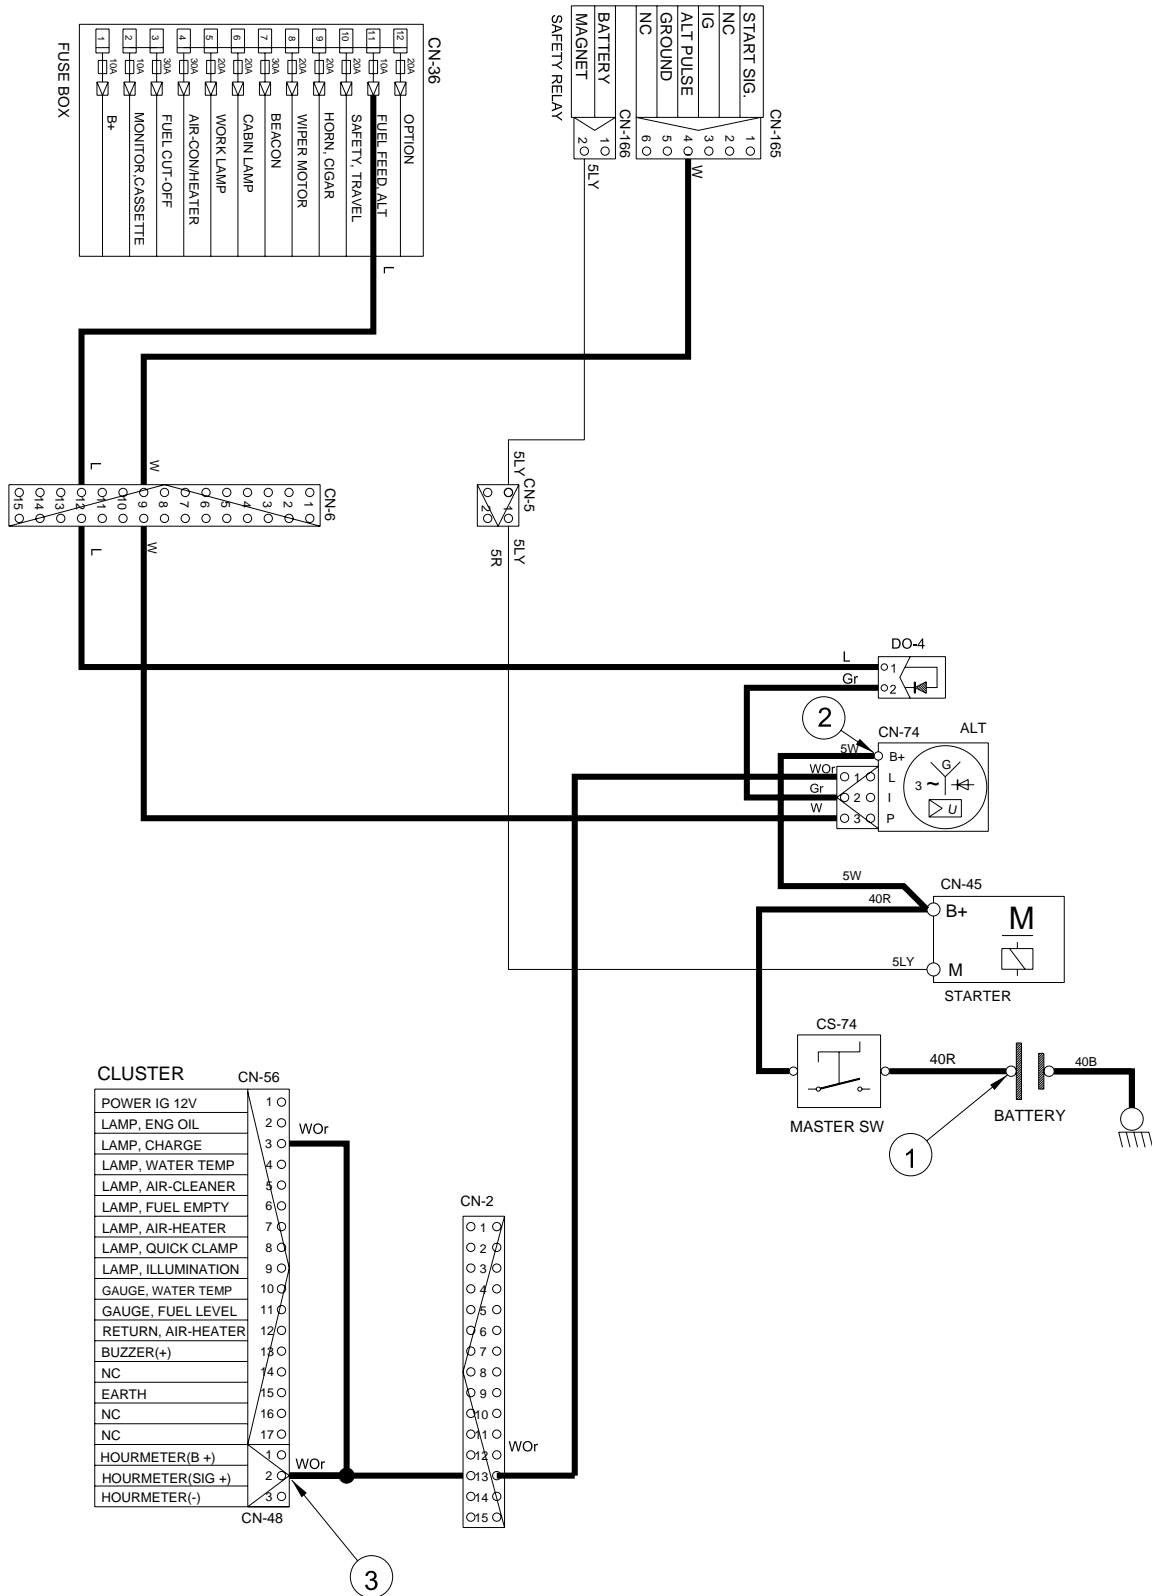 CN-36
FUSE BOX
12 20A OPTION
11 10A FUEL FEED, ALT
10 20A SAFETY, TRAVEL
9 20A HORN, CIGAR
8 20A WIPER MOTOR
7 30A BEACON
6 20A CABIN LAMP
5 20A WORK LAMP
4 30A AIR-CON/HEATER
3 30A FUEL CUT-OFF
2 10A MONITOR,CASSETTE
1 10A B+
L
SAFETY RELAY
CN-166
BATTERY 1
MAGNET 2
5LY
CN-165
START SIG. 1
NC 2
IG 3
ALT PULSE 4
GROUND 5
NC 6
W
L
W
CN-6
1 2 3 4 5 6 7 8 9 10 11 12 13 14 15
L
W
5LY
CN-5
1
2
5LY
5R
DO-4
L
1
Gr
2
2
CN-74
ALT
5W
B+
WOr
1
L
Gr
2
I
W
3
P
G
3 ~
U
5W
CN-45
40R
B+
M
5LY
M
STARTER
CS-74
40R
40B
MASTER SW
BATTERY
1
CLUSTER
CN-56
POWER IG 12V 1
LAMP, ENG OIL 2
LAMP, CHARGE 3
LAMP, WATER TEMP 4
LAMP, AIR-CLEANER 5
LAMP, FUEL EMPTY 6
LAMP, AIR-HEATER 7
LAMP, QUICK CLAMP 8
LAMP, ILLUMINATION 9
GAUGE, WATER TEMP 10
GAUGE, FUEL LEVEL 11
RETURN, AIR-HEATER 12
BUZZER(+) 13
NC 14
EARTH 15
NC 16
NC 17
HOURMETER(B +) 1
HOURMETER(SIG +) 2
HOURMETER(-) 3
CN-48
WOr
WOr
3
CN-2
1
2
3
4
5
6
7
8
9
10
11
12
13
14
15
WOr